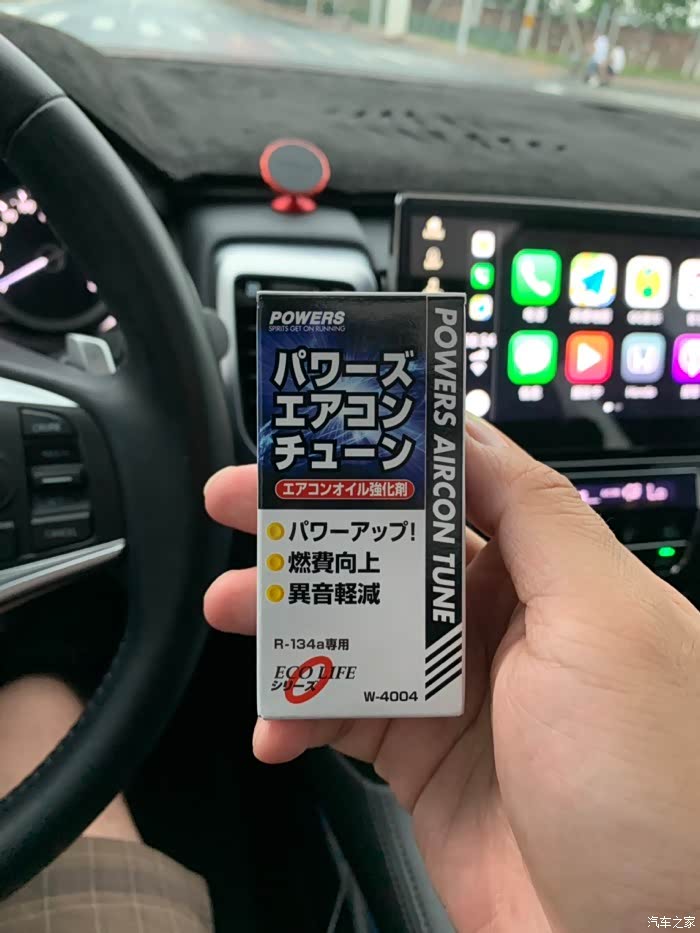 POWERS
SPIRITS GET ON RUNNING
パワーズ
エアコン
チューン
エアコンオイル強化剤
パワーアップ!
燃費向上
異音軽減
R-134a専用
ECO LIFE
シリーズ
W-4004
POWERS AIRCON TUNE
CANCEL
汽车之家